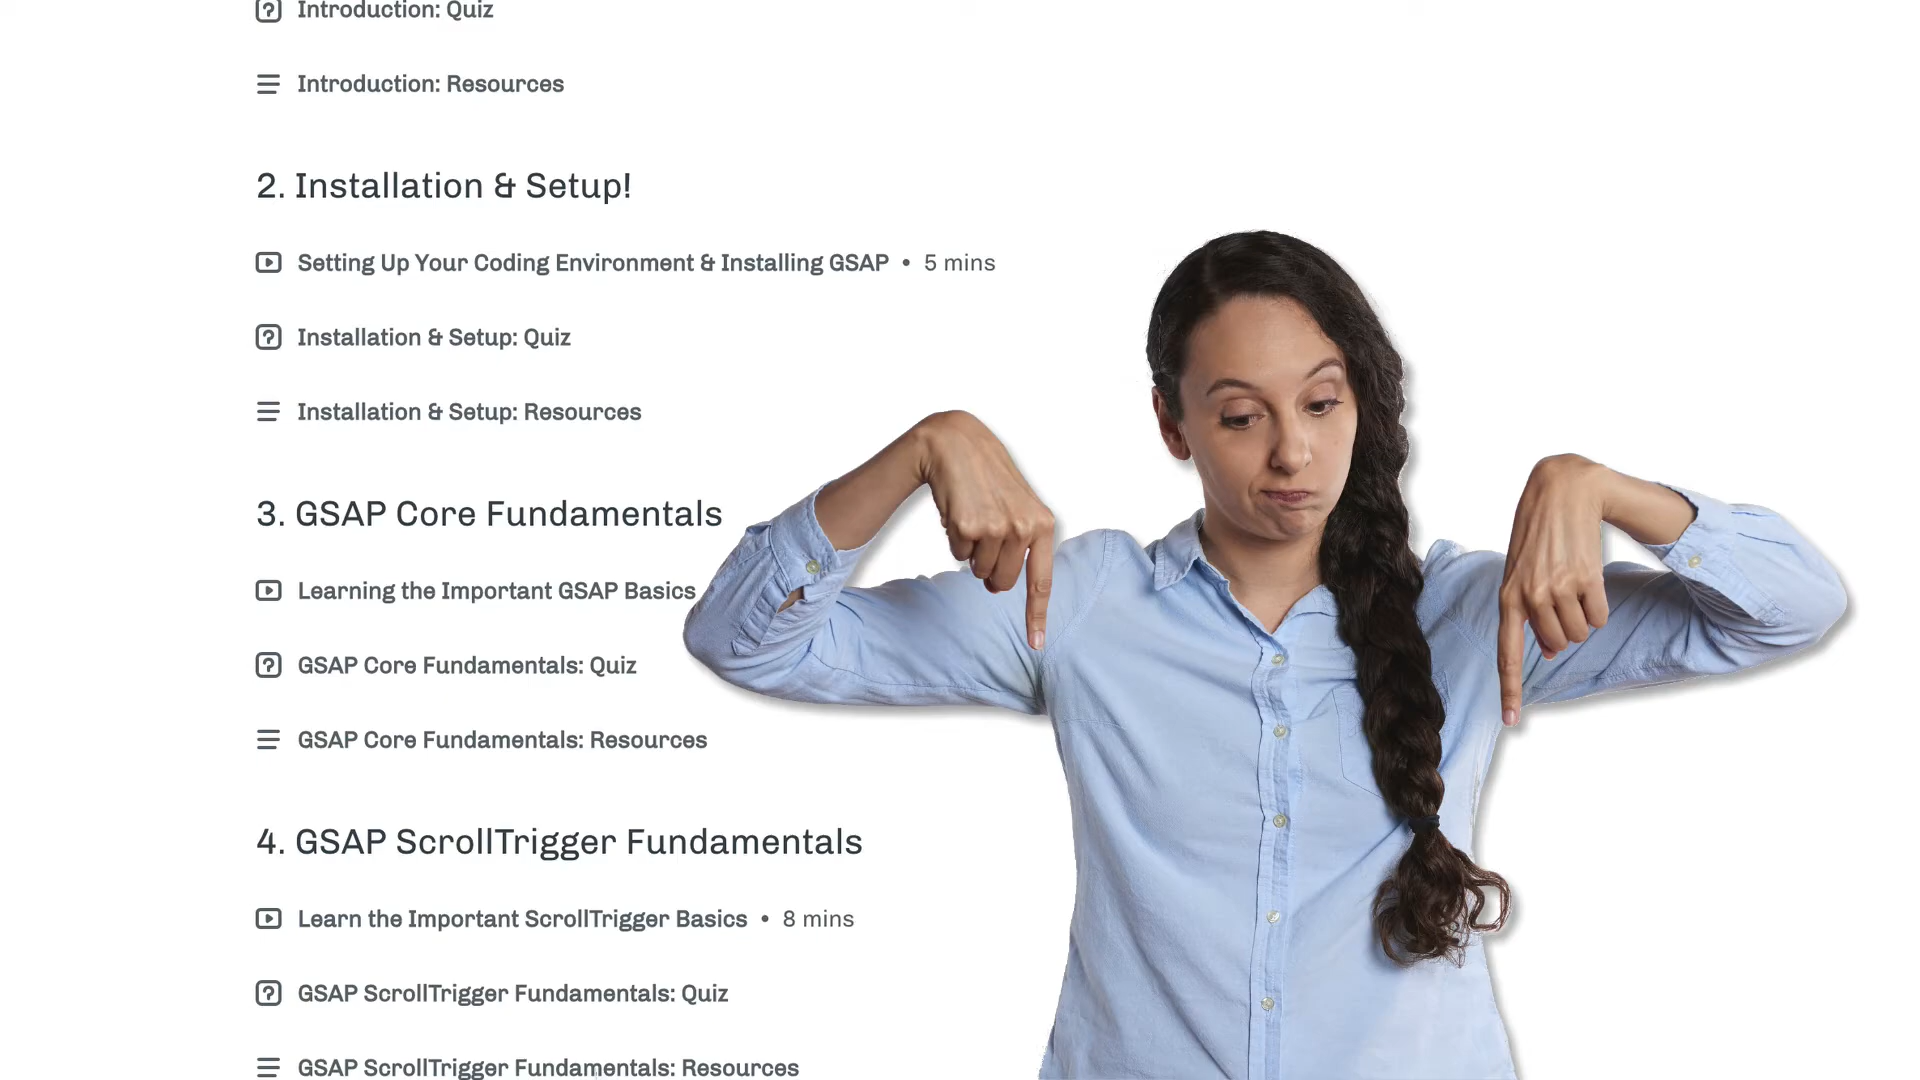 Introduction: Quiz
Introduction: Resources
2. Installation & Setup!
Setting Up Your Coding Environment & Installing GSAP • 5 mins
Installation & Setup: Quiz
Installation & Setup: Resources
3. GSAP Core Fundamentals
Learning the Important GSAP Basics
GSAP Core Fundamentals: Quiz
GSAP Core Fundamentals: Resources
4. GSAP ScrollTrigger Fundamentals
Learn the Important ScrollTrigger Basics • 8 mins
GSAP ScrollTrigger Fundamentals: Quiz
GSAP ScrollTrigger Fundamentals: Resources